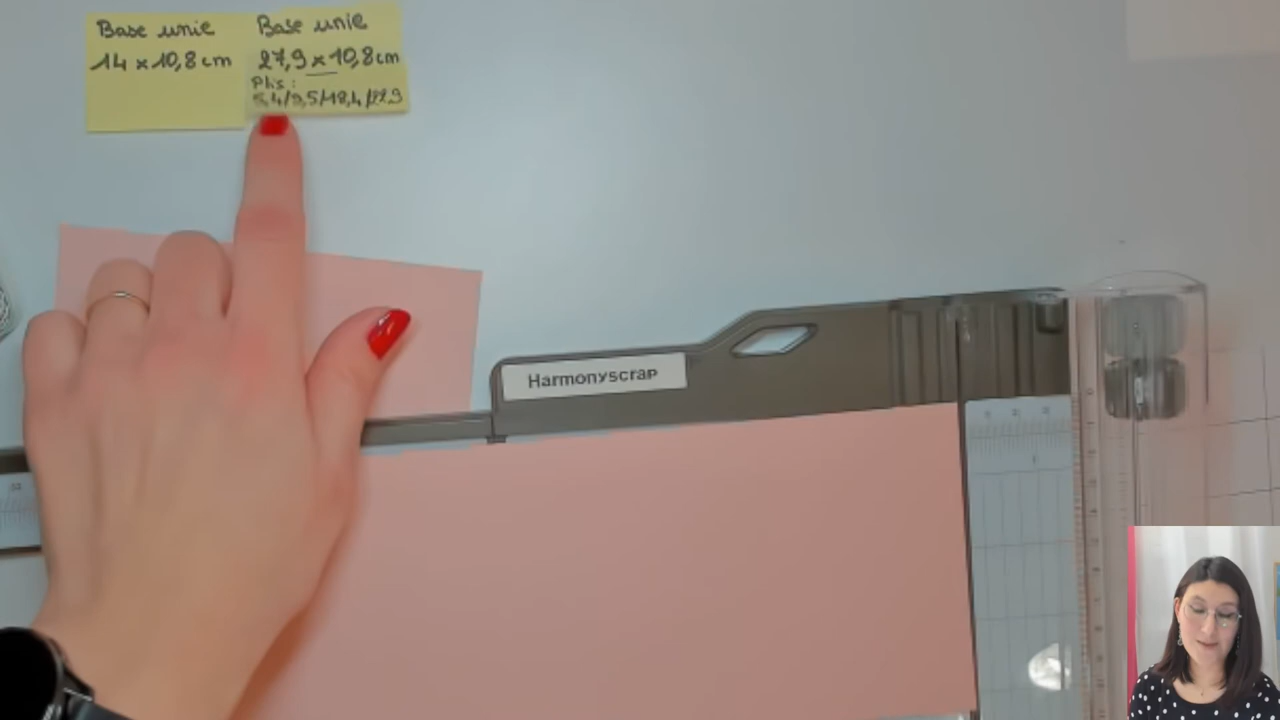 Base unie
14 x 10,8 cm
Base unie
27,9 x 10,8 cm
Plis :
5,4/9,5/18,4/22,9
Harmonyscrap